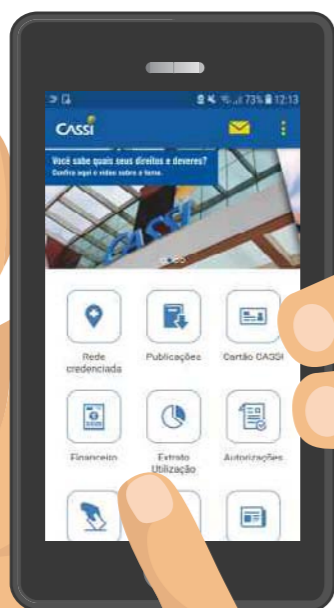 73% 12:13
CASSI
Você sabe quais seus direitos e deveres?
Confira aqui o vídeo sobre o tema.
CASSI
Rede
credenciada
Publicações
Cartão CASSI
Financeiro
Extrato
Utilização
Autorizações